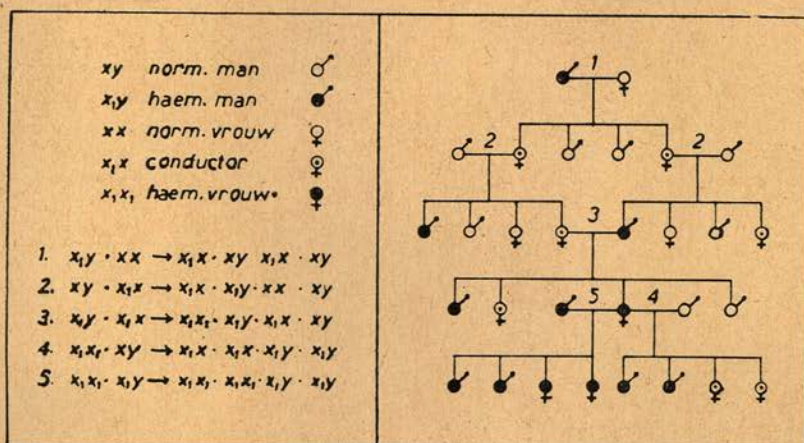 xy norm. man ♂
x₁y haem. man ♂
xx norm. vrouw ♀
x₁x conductor ♀
x₁x₁ haem. vrouw. ♀
1. x₁y · xx → x₁x · xy x₁x · xy
2. xy · x₁x → x₁x · x₁y · xx · xy
3. x₁y · x₁x → x₁x₁ · x₁y · x₁x · xy
4. x₁x₁ · xy → x₁x · x₁x · x₁y · x₁y
5. x₁x₁ · x₁y → x₁x₁ · x₁x₁ · x₁y · x₁y
1
2 2
3
5 4